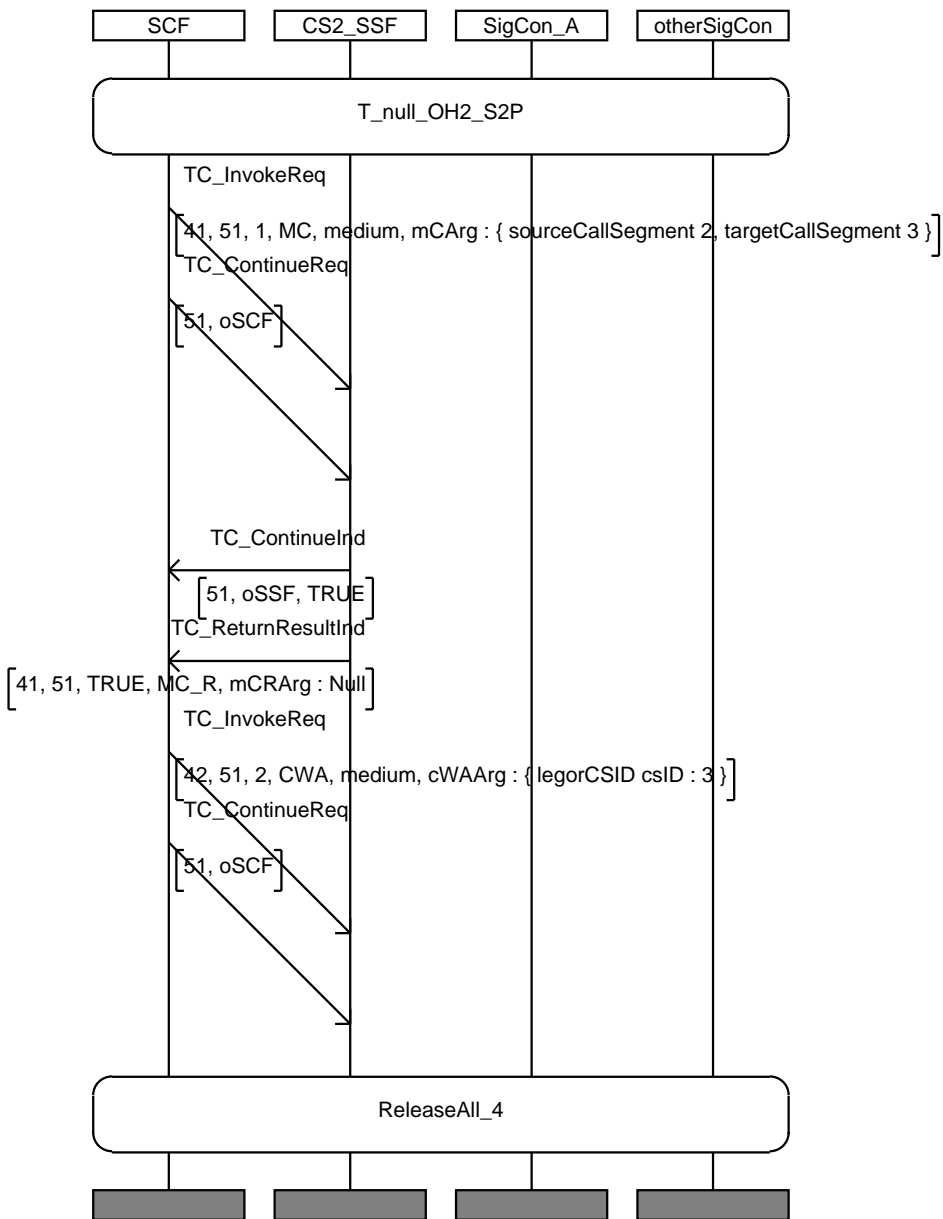 SCF CS2_SSF SigCon_A otherSigCon
T_null_OH2_S2P
TC_InvokeReq
41, 51, 1, MC, medium, mCArg : { sourceCallSegment 2, targetCallSegment 3 }
TC_ContinueReq
51, oSCF
TC_ContinueInd
51, oSSF, TRUE
TC_ReturnResultInd
41, 51, TRUE, MC_R, mCRArg : Null
TC_InvokeReq
42, 51, 2, CWA, medium, cWAArg : { legorCSID csID : 3 }
TC_ContinueReq
51, oSCF
ReleaseAll_4